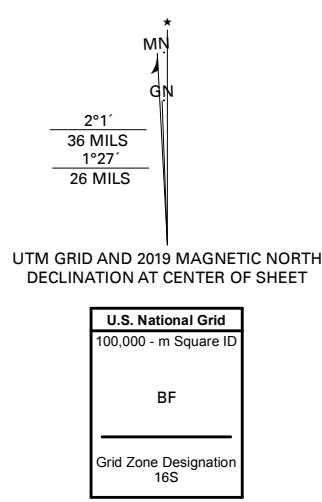 ★
MN
GN
2°1´
36 MILS
1°27´
26 MILS
UTM GRID AND 2019 MAGNETIC NORTH
DECLINATION AT CENTER OF SHEET
U.S. National Grid
100,000 - m Square ID
BF
Grid Zone Designation
16S